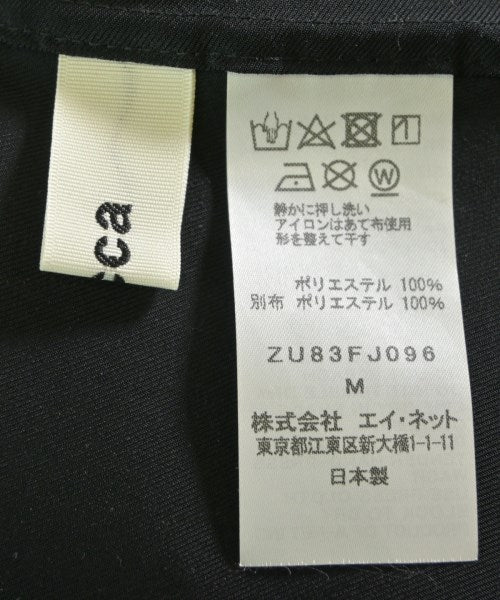 cca
静かに押し洗い
アイロンはあて布使用
形を整えて干す
ポリエステル 100%
別布 ポリエステル 100%
ZU83FJ096
M
株式会社 エイ・ネット
東京都江東区新大橋1-1-11
日本製